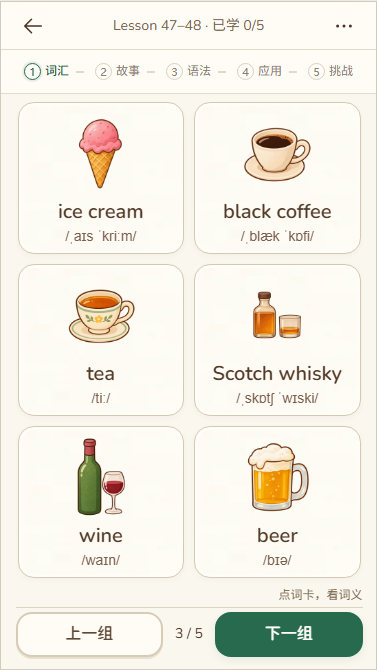 Lesson 47–48 · 已学 0/5
1 词汇 – 2 故事 – 3 语法 – 4 应用 – 5 挑战
ice cream
/ˌaɪs ˈkriːm/
black coffee
/ˌblæk ˈkɒfi/
tea
/tiː/
Scotch whisky
/ˌskɒtʃ ˈwɪski/
wine
/waɪn/
beer
/bɪə/
点词卡，看词义
上一组
3 / 5
下一组